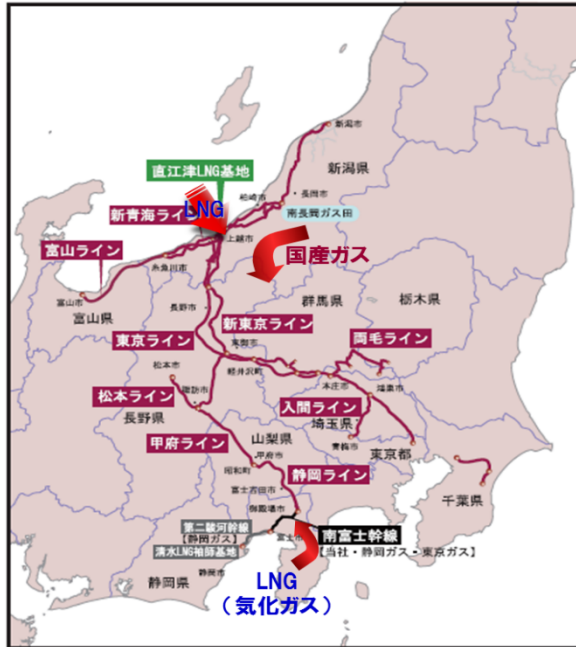 新潟市
新潟県
直江津LNG基地
柏崎市
長岡市
新青海ライン
LNG
南長岡ガス田
上越市
国産ガス
富山ライン
糸魚川市
富山市
富山県
長野市
群馬県
栃木県
新東京ライン
東京ライン
両毛ライン
東御市
軽井沢町
松本市
本庄市
鴻巣市
松本ライン
諏訪市
入間ライン
長野県
埼玉県
甲府ライン
山梨県
青梅市
東京都
甲府市
昭和町
静岡ライン
千葉県
富士吉田市
御殿場市
第二駿河幹線
【静岡ガス】
富士市
南富士幹線
【当社・静岡ガス・東京ガス】
清水LNG袖師基地
静岡市
静岡県
LNG
(気化ガス)